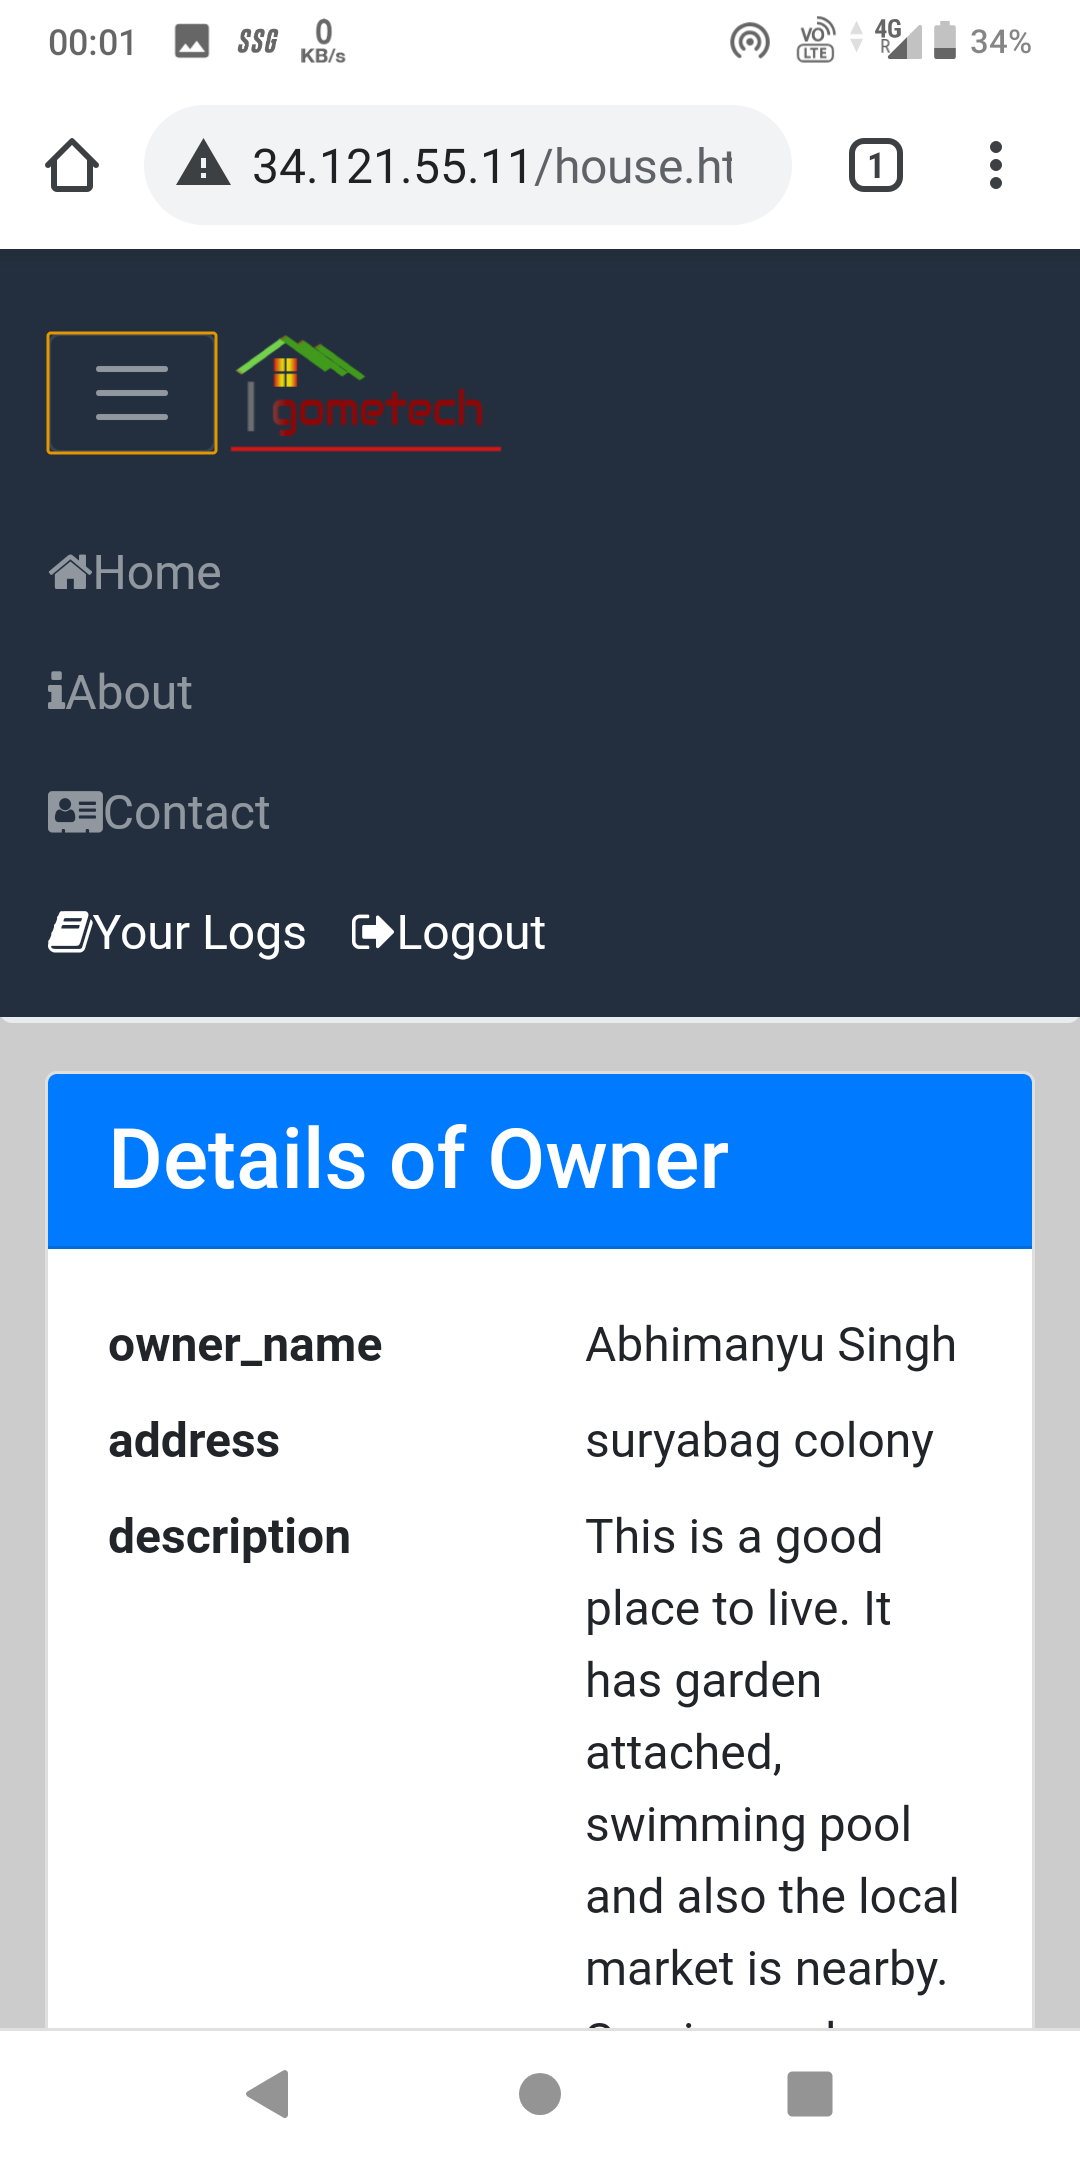 00:01 SSG 0 KB/s VO LTE 4G R 34%
34.121.55.11/house.ht 1
gometech
Home
About
Contact
Your Logs Logout
Details of Owner
owner_name Abhimanyu Singh
address suryabag colony
description This is a good
place to live. It
has garden
attached,
swimming pool
and also the local
market is nearby.